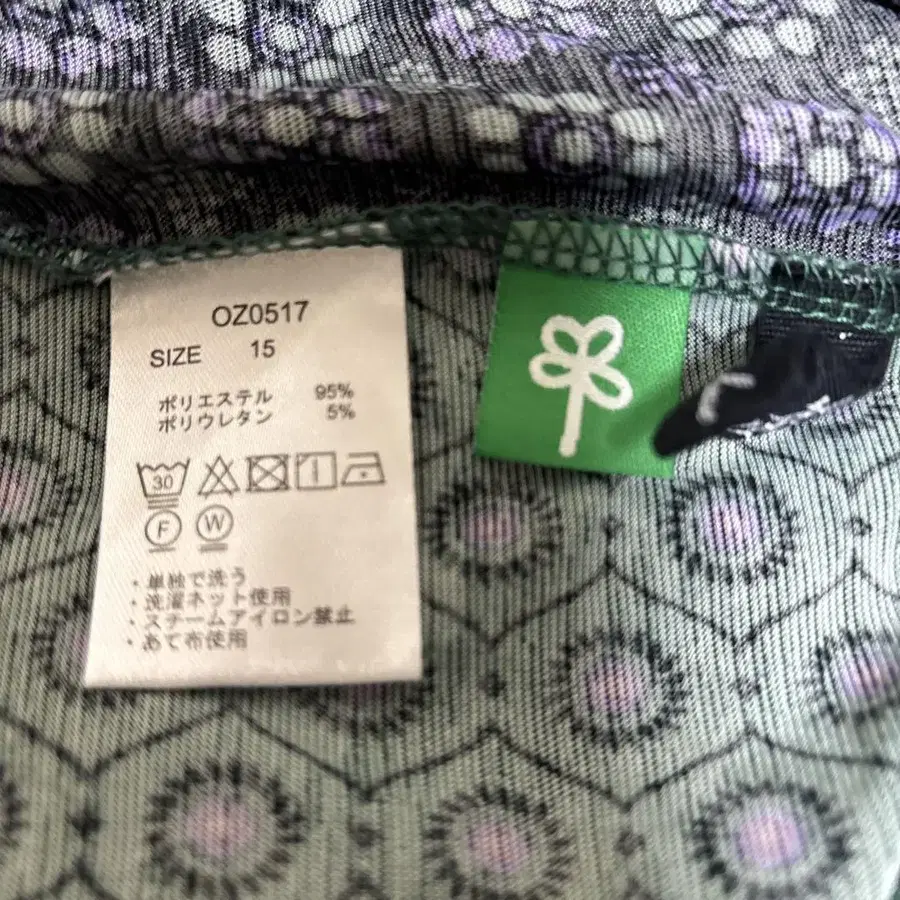 OZ0517
SIZE 15
ポリエステル 95%
ポリウレタン 5%
30
F W
・単独で洗う
・洗濯ネット使用
・スチームアイロン禁止
・あて布使用
L